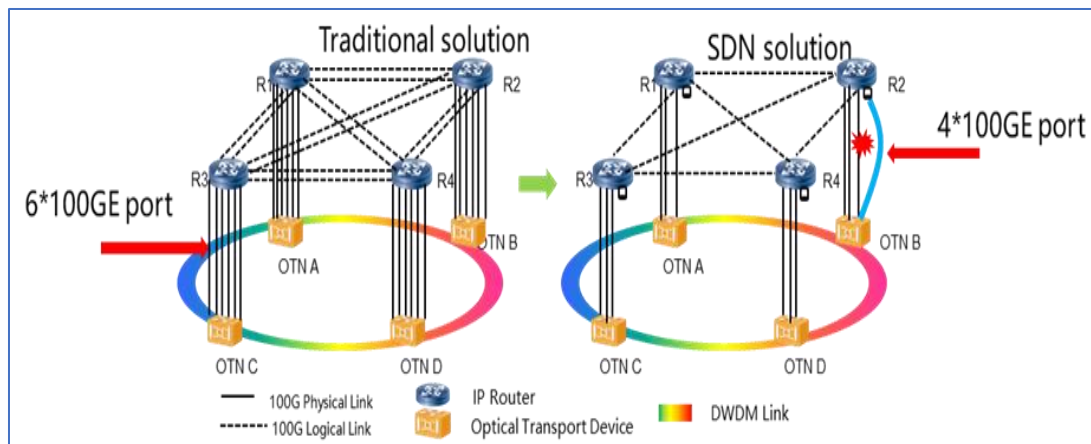 Traditional solution
SDN solution
R1
R2
R1
R2
4*100GE port
R3
R4
R3
R4
6*100GE port
OTN A
OTN B
OTN A
OTN B
OTN C
OTN D
OTN C
OTN D
100G Physical Link
IP Router
100G Logical Link
Optical Transport Device
DWDM Link